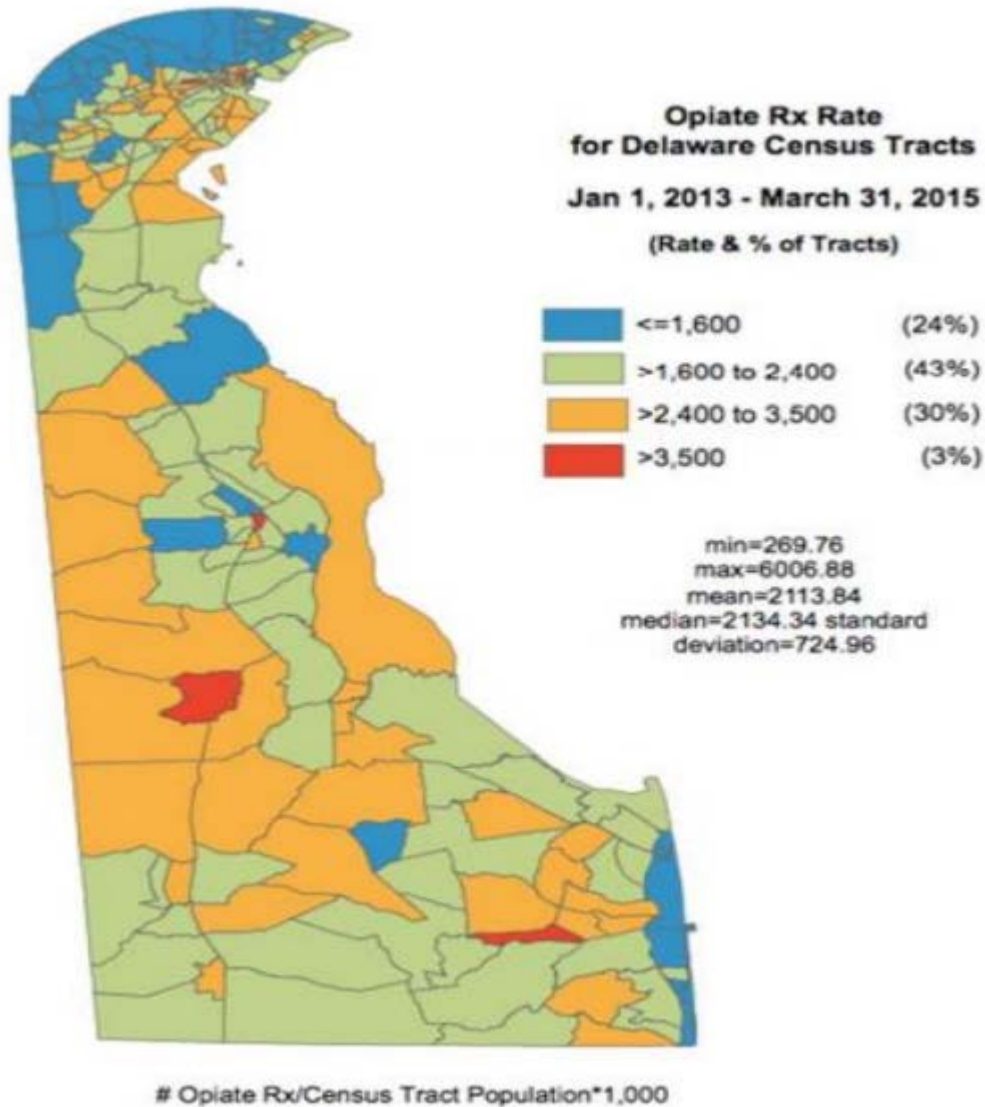 Opiate Rx Rate
for Delaware Census Tracts
Jan 1, 2013 - March 31, 2015
(Rate & % of Tracts)
<=1,600 (24%)
>1,600 to 2,400 (43%)
>2,400 to 3,500 (30%)
>3,500 (3%)
min=269.76
max=6006.88
mean=2113.84
median=2134.34 standard
deviation=724.96
# Opiate Rx/Census Tract Population*1,000